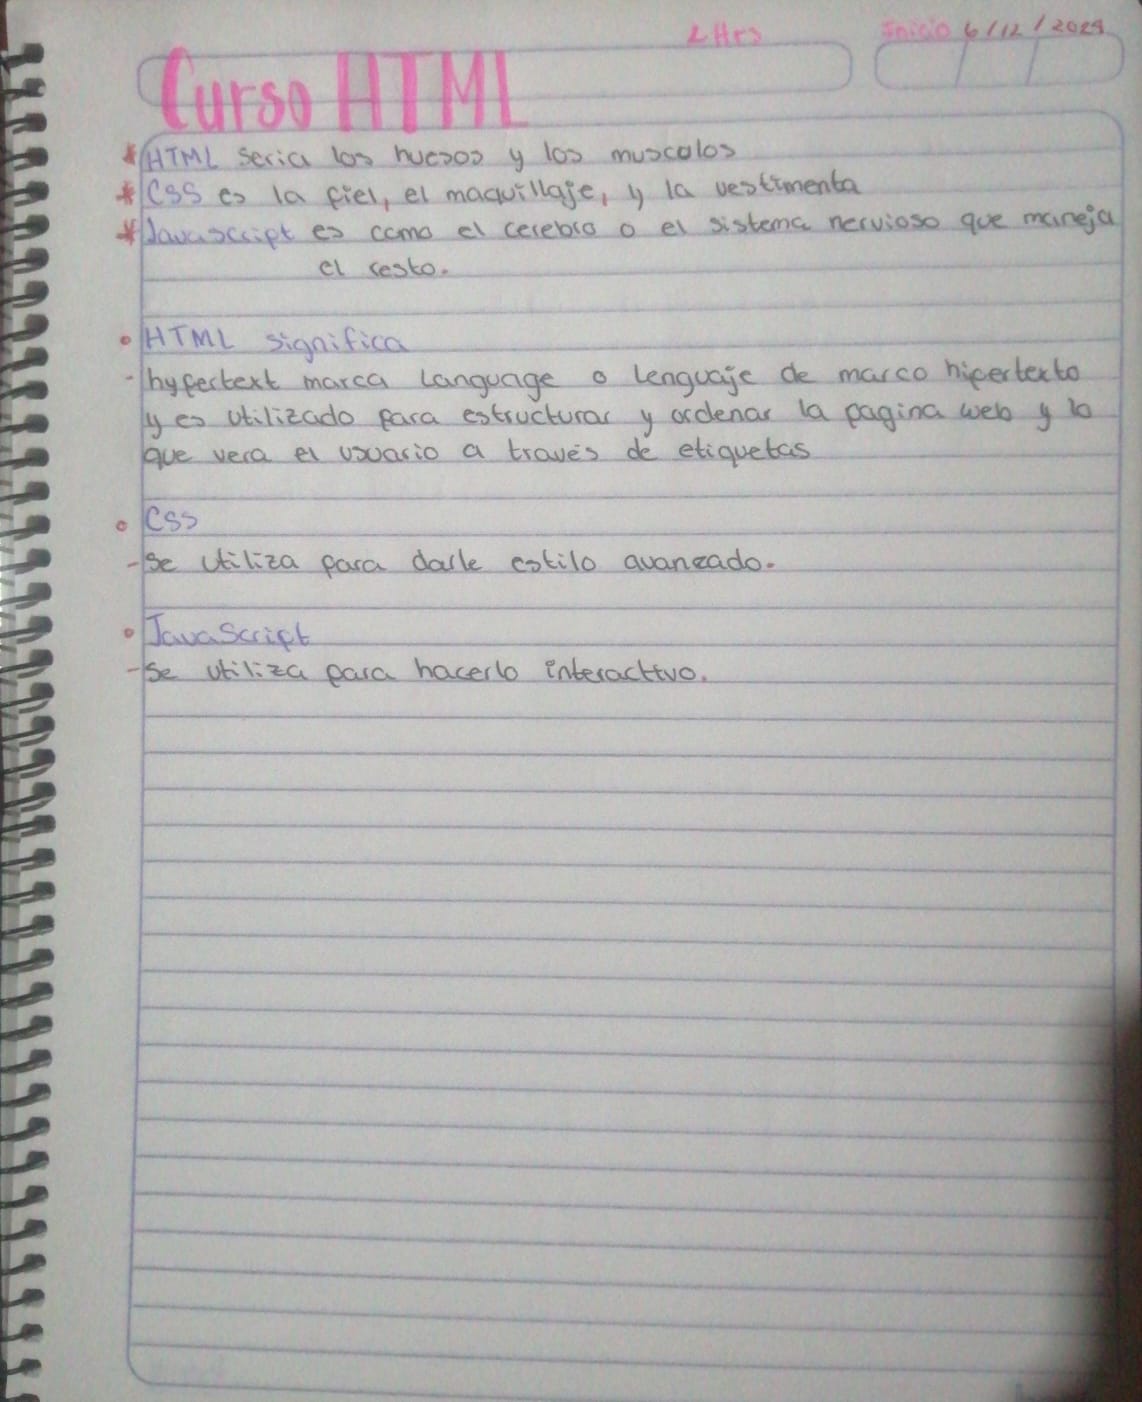 2 Hrs Inicio 6/12/2024
Curso HTML
* HTML seria los huesos y los musculos
* CSS es la piel, el maquillaje, y la vestimenta
* Javascript es como el cerebro o el sistema nervioso que maneja
el resto.
• HTML significa
- hypertext marca Language o Lenguaje de marco hipertexto
y es utilizado para estructurar y ordenar la pagina web y lo
que vera el usuario a través de etiquetas
• CSS
- Se utiliza para darle estilo avanzado.
• JavaScript
- Se utiliza para hacerlo interactivo.